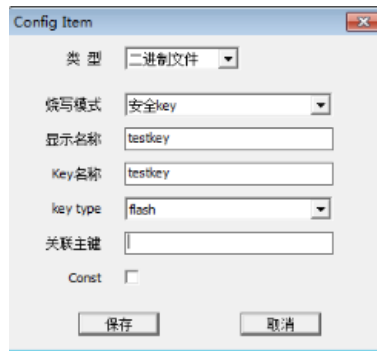 Config Item
类 型 二进制文件
烧写模式 安全key
显示名称 testkey
Key名称 testkey
key type flash
关联主键
Const
保存 取消